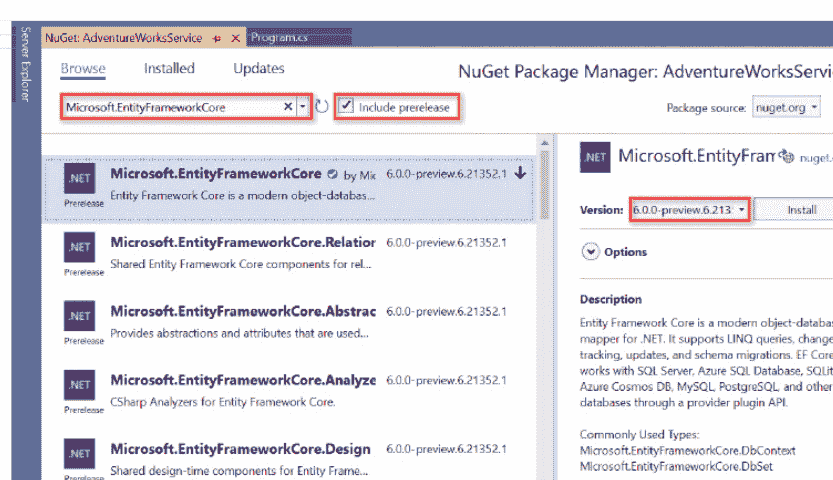 Server Explorer
NuGet: AdventureWorksService
Program.cs
Browse Installed Updates
NuGet Package Manager: AdventureWorksServi
Microsoft.EntityFrameworkCore
Include prerelease
Package source: nuget.org
.NET
Prerelease
Microsoft.EntityFrameworkCore by Mic 6.0.0-preview.6.21352.1
Entity Framework Core is a modern object-databas...
.NET
Prerelease
Microsoft.EntityFrameworkCore.Relation 6.0.0-preview.6.21352.1
Shared Entity Framework Core components for rel...
.NET
Prerelease
Microsoft.EntityFrameworkCore.Abstrac 6.0.0-preview.6.21352.1
Provides abstractions and attributes that are used...
.NET
Prerelease
Microsoft.EntityFrameworkCore.Analyze 6.0.0-preview.6.21352.1
CSharp Analyzers for Entity Framework Core.
.NET
Prerelease
Microsoft.EntityFrameworkCore.Design 6.0.0-preview.6.21352.1
Shared design-time components for Entity Frame...
.NET
Microsoft.EntityFram nuget.
Version: 6.0.0-preview.6.213 Install
Options
Description
Entity Framework Core is a modern object-databas
mapper for .NET. It supports LINQ queries, change
tracking, updates, and schema migrations. EF Core
works with SQL Server, Azure SQL Database, SQLit
Azure Cosmos DB, MySQL, PostgreSQL, and other
databases through a provider plugin API.
Commonly Used Types:
Microsoft.EntityFrameworkCore.DbContext
Microsoft.EntityFrameworkCore.DbSet